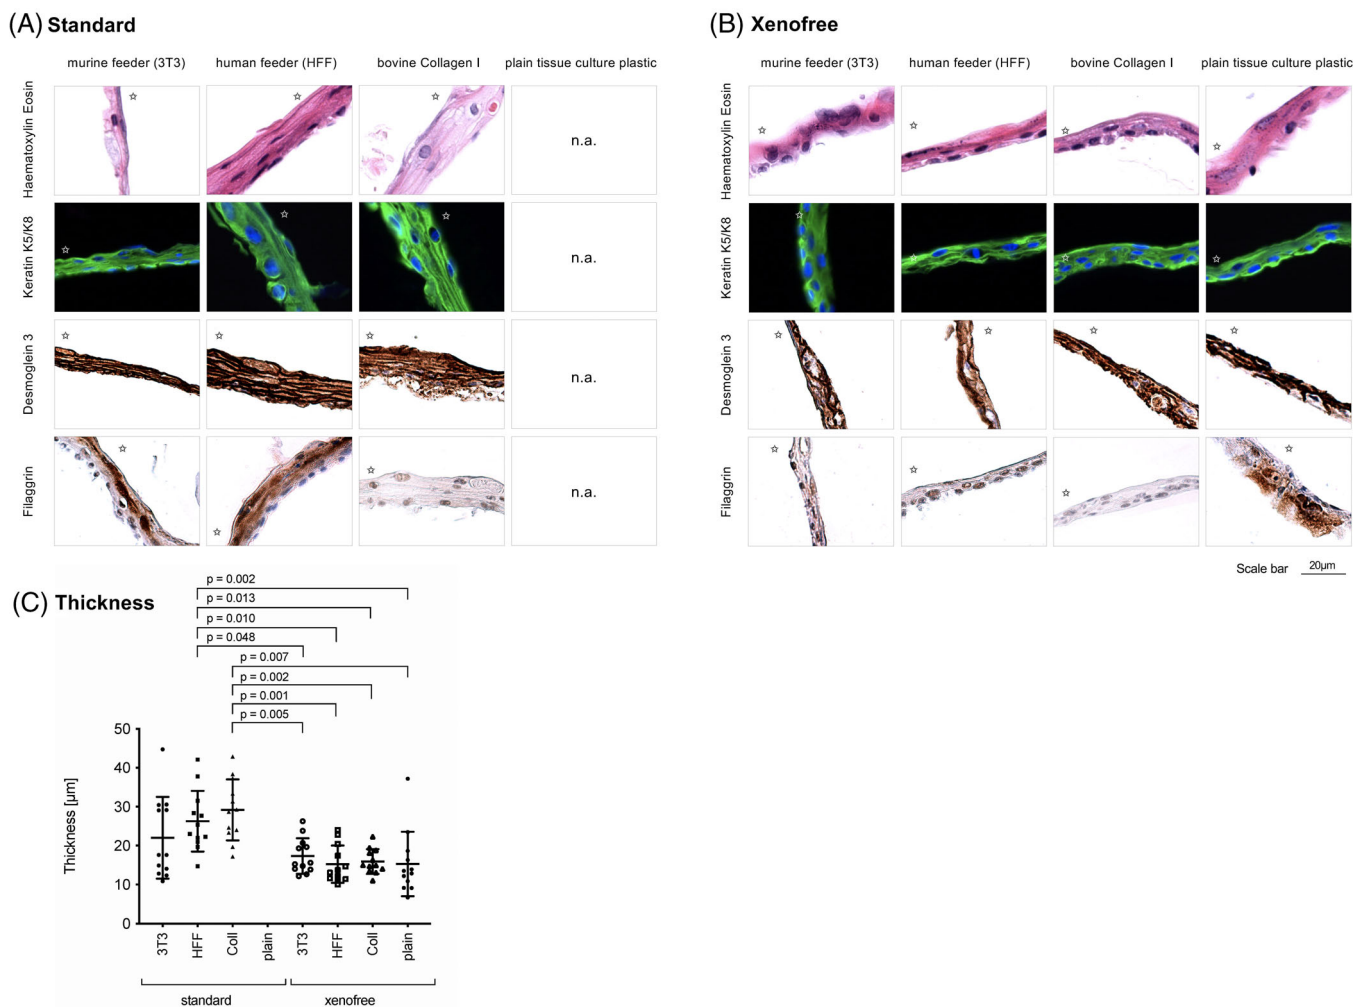 (A) Standard
murine feeder (3T3) human feeder (HFF) bovine Collagen I plain tissue culture plastic
Haematoxylin Eosin
n.a.
Keratin K5/K8
n.a.
Desmoglein 3
n.a.
Filaggrin
n.a.
(B) Xenofree
murine feeder (3T3) human feeder (HFF) bovine Collagen I plain tissue culture plastic
Haematoxylin Eosin
Keratin K5/K8
Desmoglein 3
Filaggrin
Scale bar 20µm
(C) Thickness
p = 0.002
p = 0.013
p = 0.010
p = 0.048
p = 0.007
p = 0.002
p = 0.001
p = 0.005
Thickness [µm]
50
40
30
20
10
0
3T3 HFF Coll plain 3T3 HFF Coll plain
standard xenofree